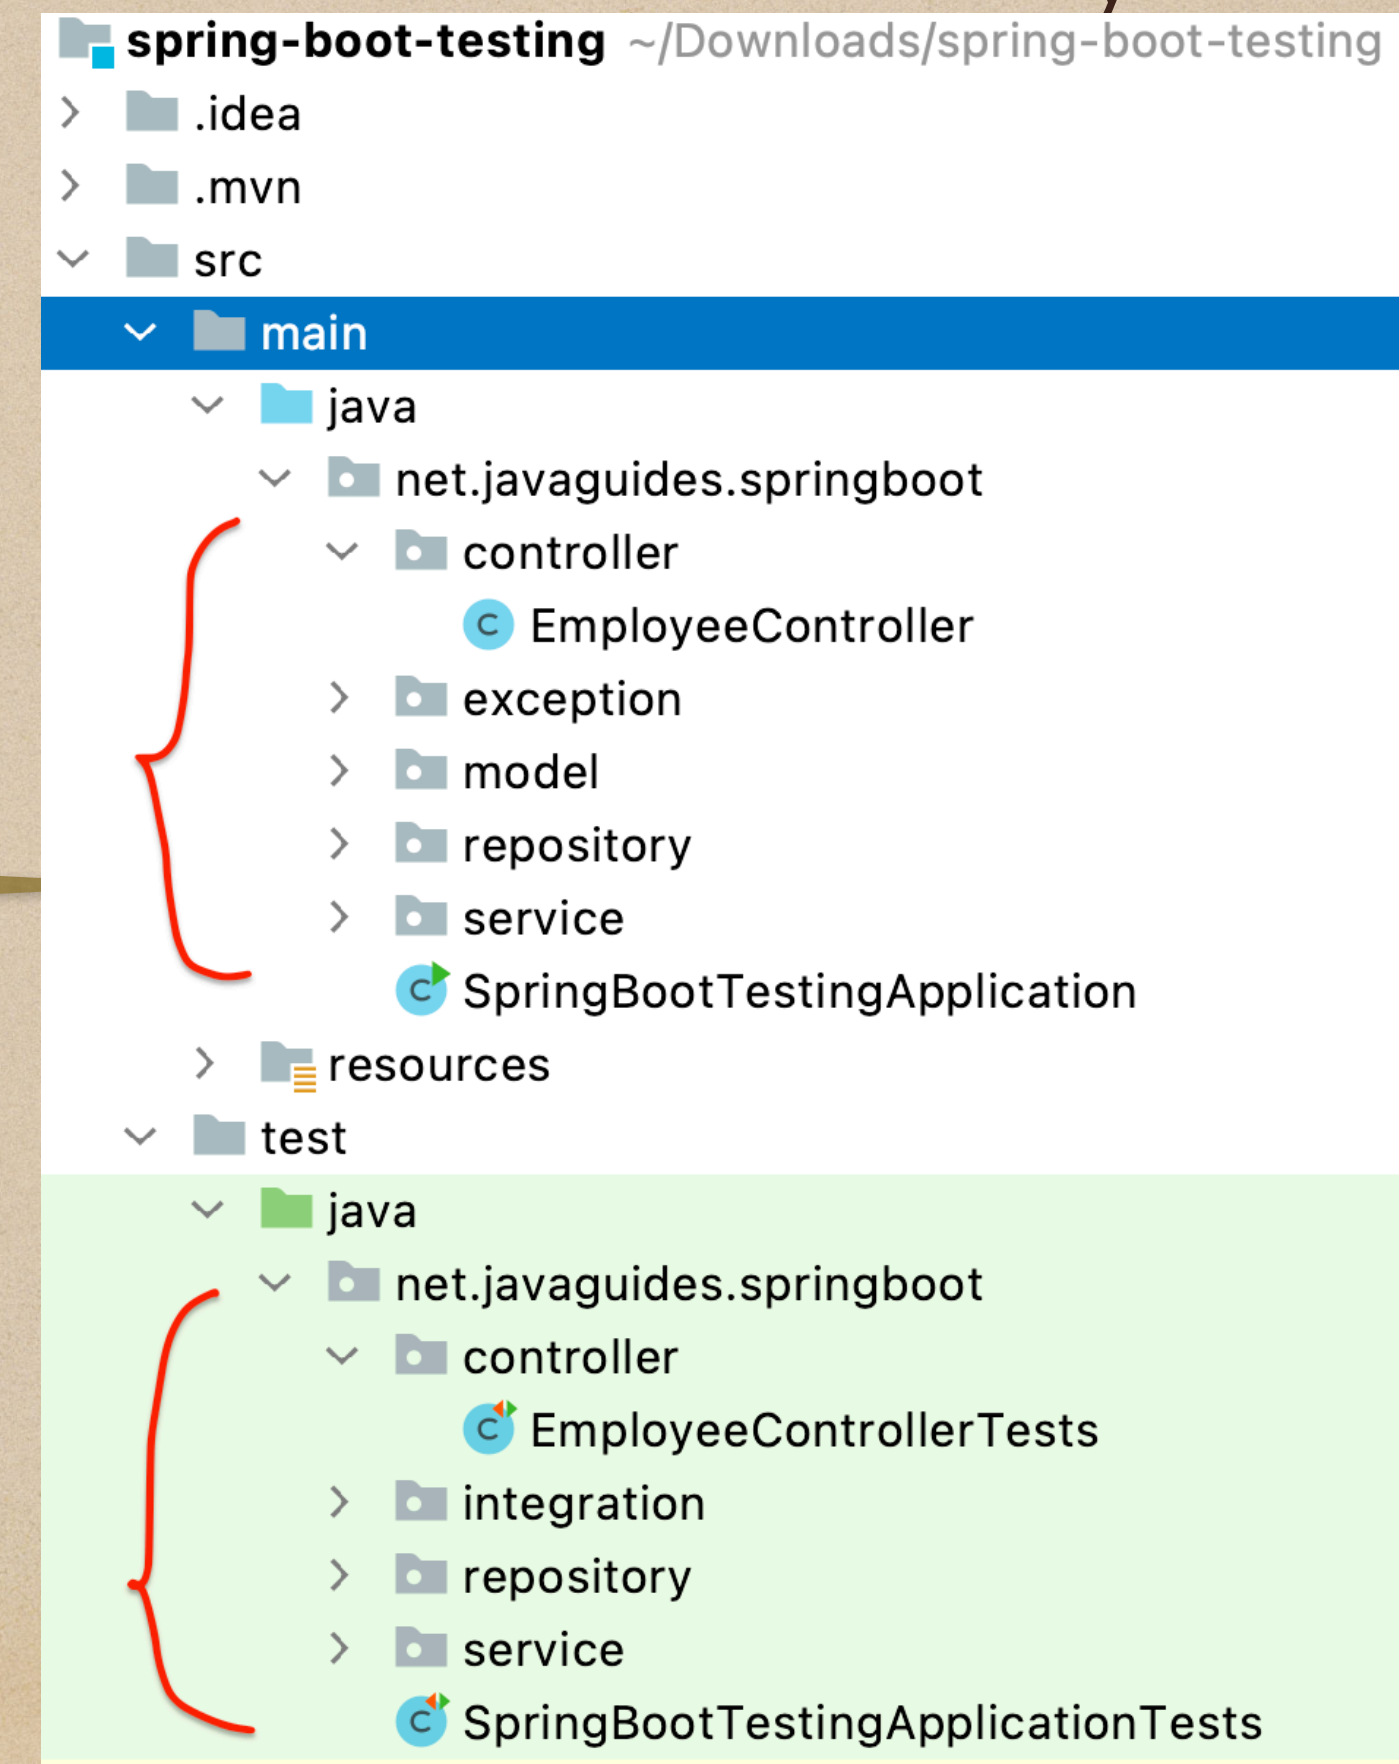 spring-boot-testing ~/Downloads/spring-boot-testing
.idea
.mvn
src
main
java
net.javaguides.springboot
controller
C EmployeeController
exception
model
repository
service
C SpringBootTestingApplication
resources
test
java
net.javaguides.springboot
controller
C EmployeeControllerTests
integration
repository
service
C SpringBootTestingApplicationTests